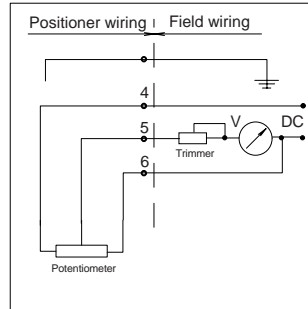 Positioner wiring Field wiring
4
5 V DC
Trimmer
6
Potentiometer